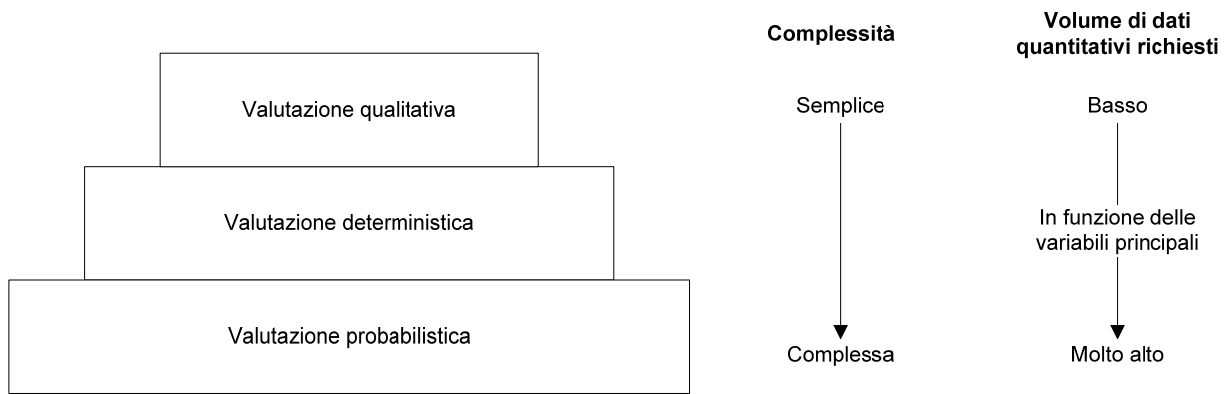 Complessità
Volume di dati
quantitativi richiesti
Valutazione qualitativa
Semplice
Basso
Valutazione deterministica
In funzione delle
variabili principali
Valutazione probabilistica
Complessa
Molto alto